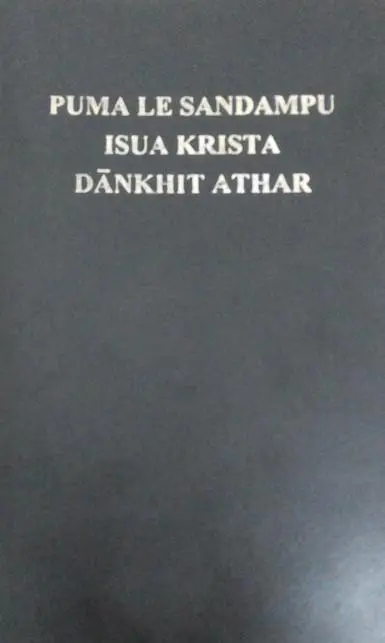 PUMA LE SANDAMPU
ISUA KRISTA
DĀNKHIT ATHAR